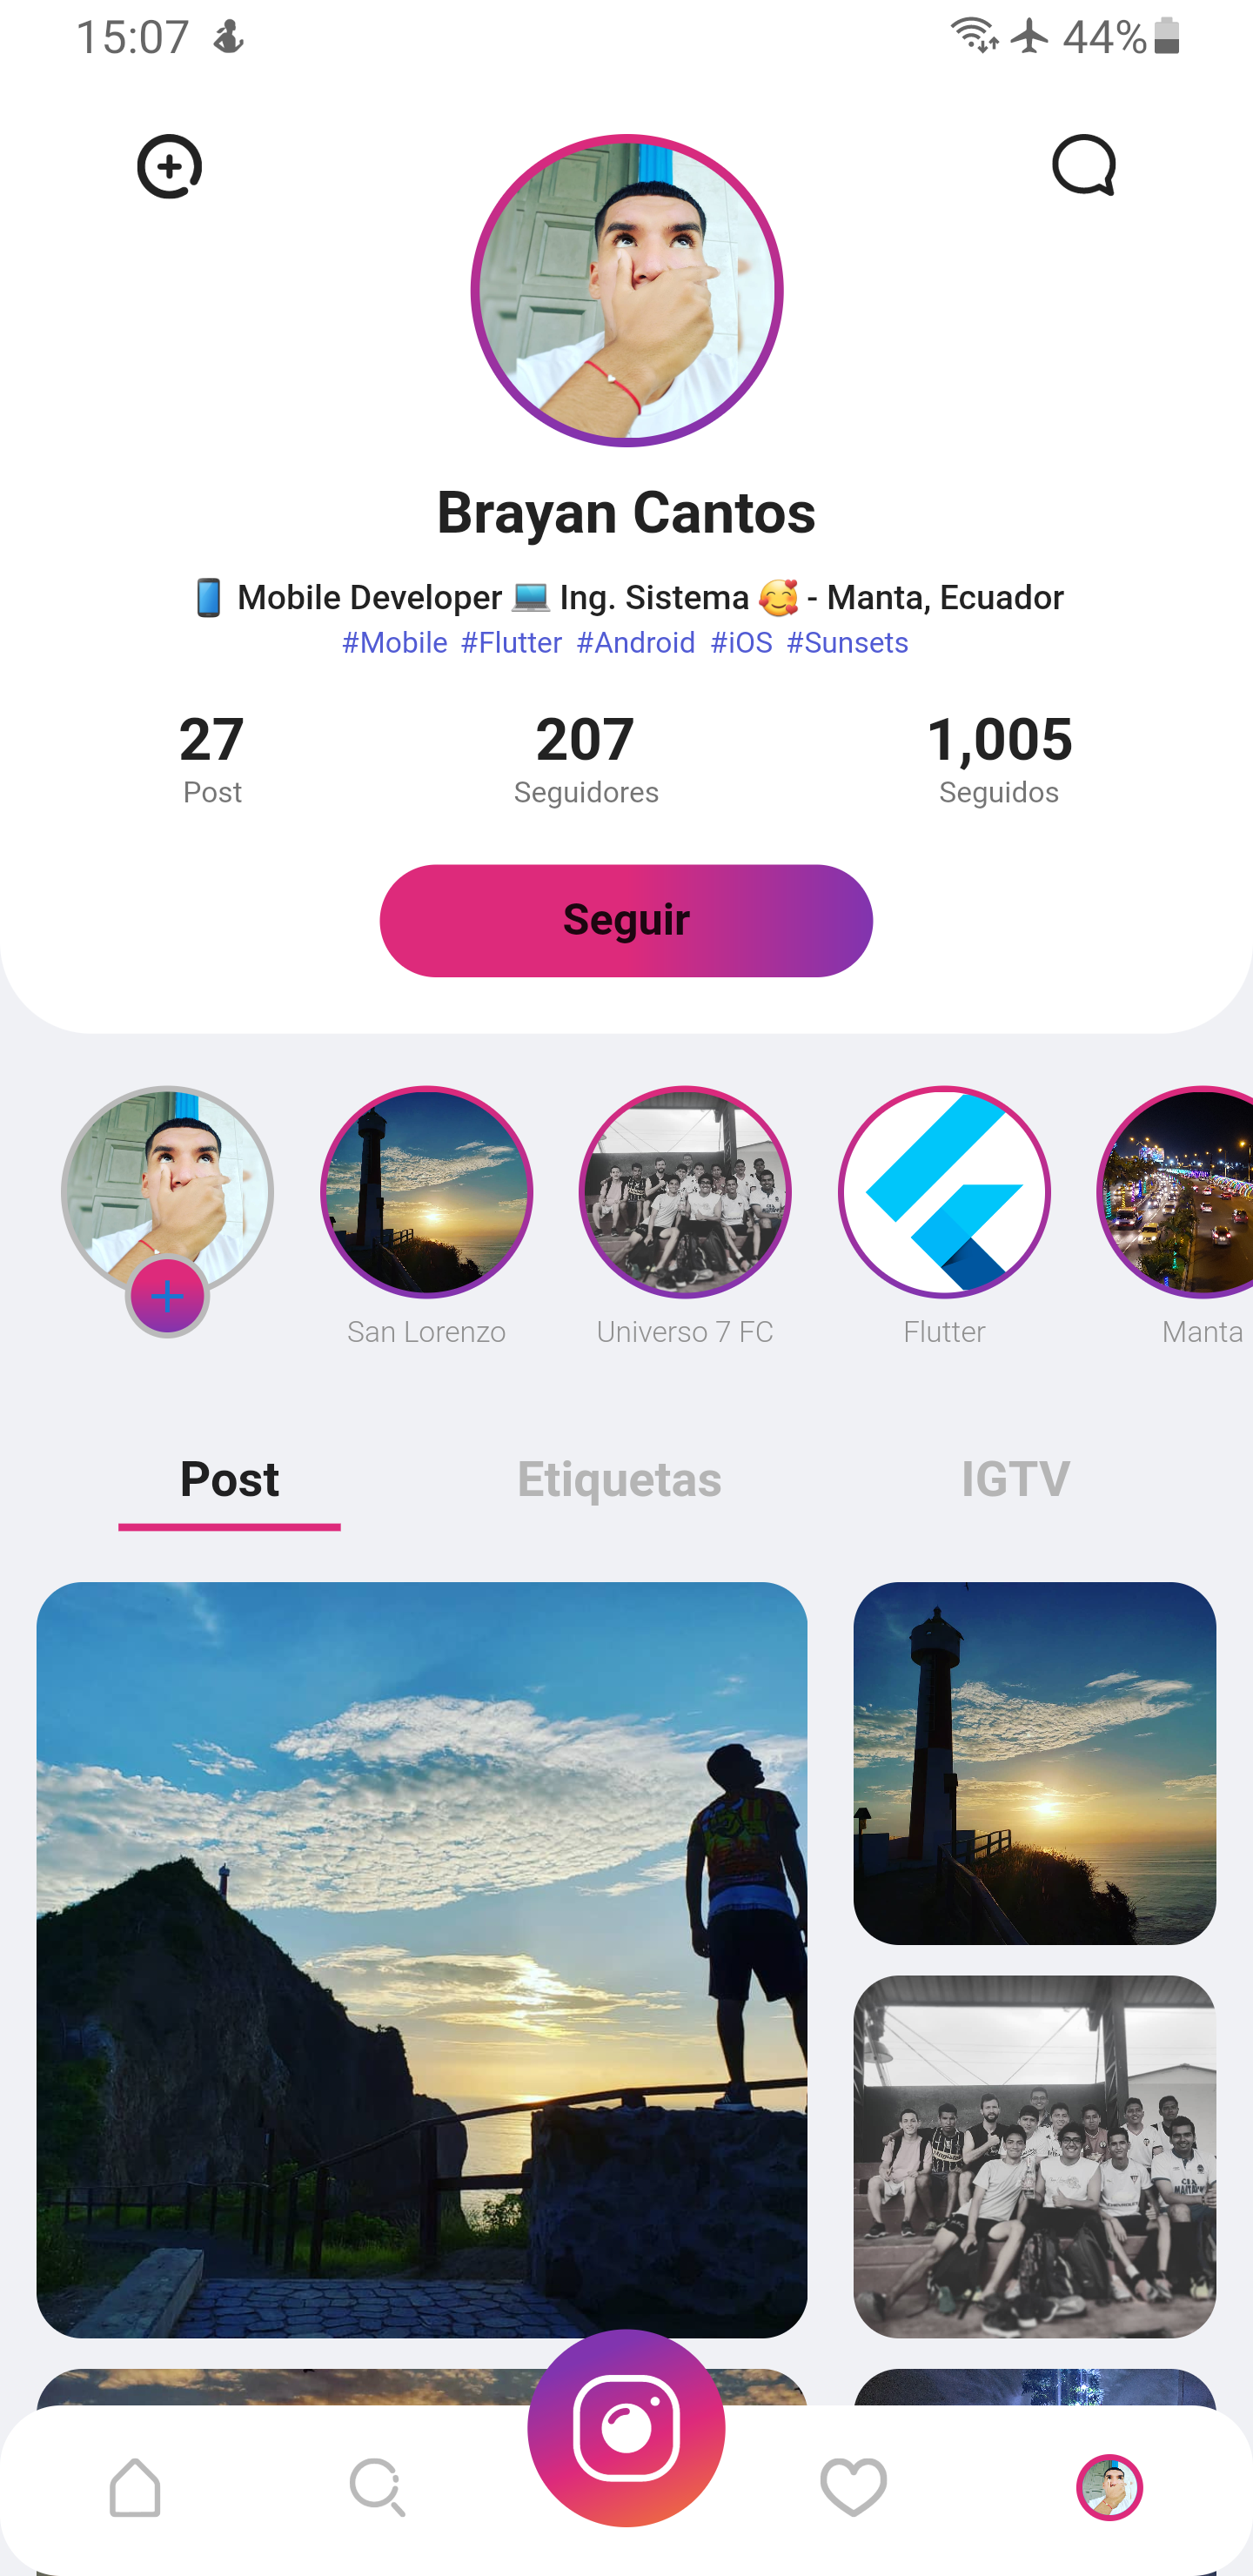 15:07 44%
Brayan Cantos
📱 Mobile Developer 💻 Ing. Sistema 🥰 - Manta, Ecuador
#Mobile #Flutter #Android #iOS #Sunsets
27 207 1,005
Post Seguidores Seguidos
Seguir
San Lorenzo Universo 7 FC Flutter Manta
Post Etiquetas IGTV